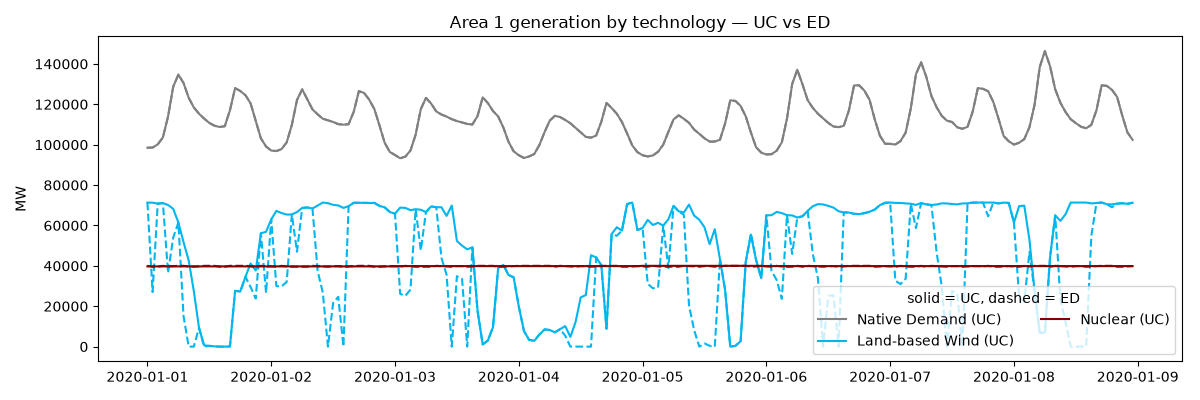 Area 1 generation by technology — UC vs ED
MW
140000
120000
100000
80000
60000
40000
20000
0
solid = UC, dashed = ED
Native Demand (UC)
Land-based Wind (UC)
Nuclear (UC)
2020-01-01 2020-01-02 2020-01-03 2020-01-04 2020-01-05 2020-01-06 2020-01-07 2020-01-08 2020-01-09